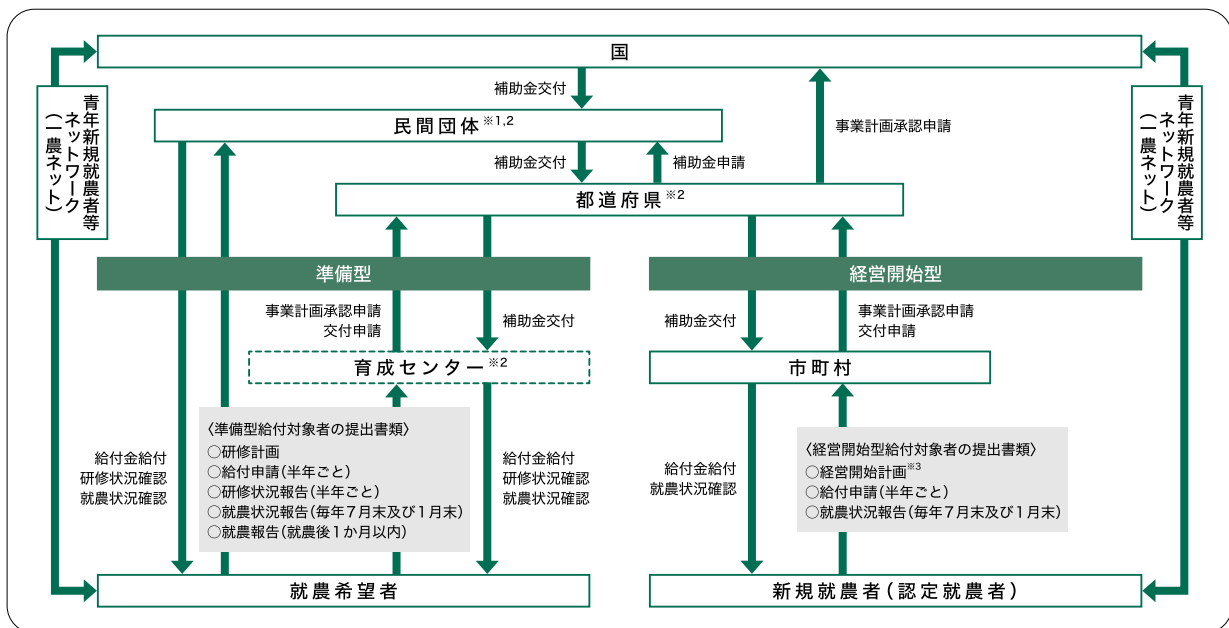 国
補助金交付
民間団体※1,2
事業計画承認申請
青年新規就農者等
ネットワーク
(一農ネット)
青年新規就農者等
ネットワーク
(一農ネット)
補助金交付
補助金申請
都道府県※2
準備型
経営開始型
事業計画承認申請
交付申請
補助金交付
補助金交付
事業計画承認申請
交付申請
育成センター※2
市町村
〈準備型給付対象者の提出書類〉
○研修計画
○給付申請(半年ごと)
○研修状況報告(半年ごと)
○就農状況報告(毎年7月末及び1月末)
○就農報告(就農後1か月以内)
給付金給付
研修状況確認
就農状況確認
給付金給付
研修状況確認
就農状況確認
給付金給付
就農状況確認
〈経営開始型給付対象者の提出書類〉
○経営開始計画※3
○給付申請(半年ごと)
○就農状況報告(毎年7月末及び1月末)
就農希望者
新規就農者(認定就農者)